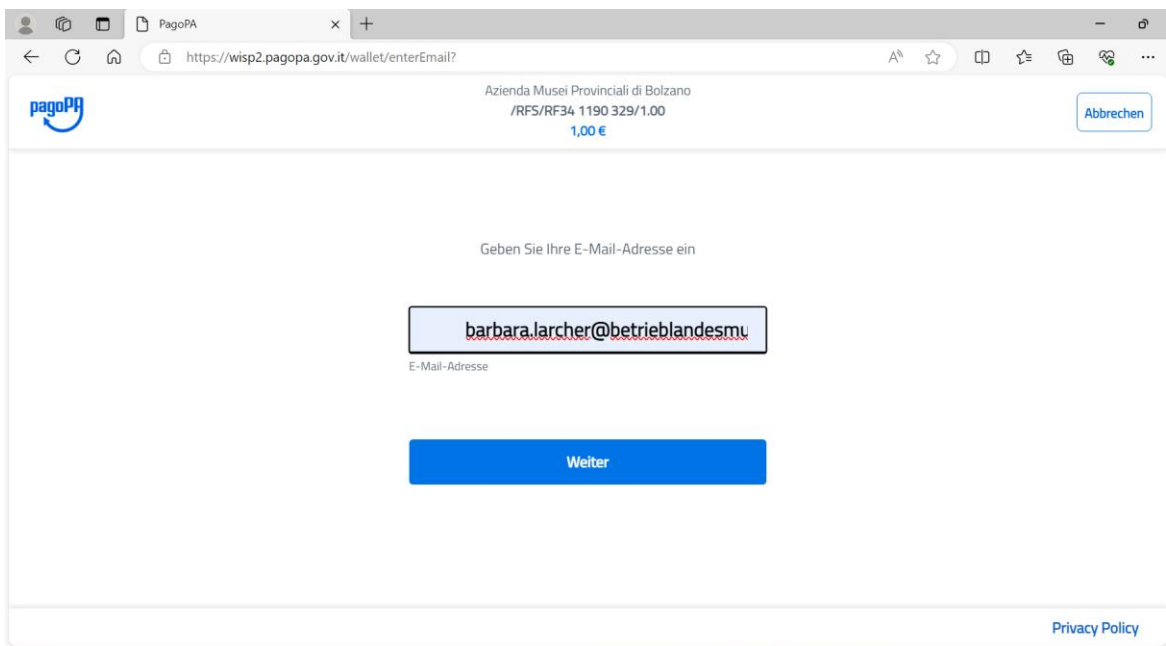 PagoPA
https://wisp2.pagopa.gov.it/wallet/enterEmail?
pagoPA
Azienda Musei Provinciali di Bolzano
/RFS/RF34 1190 329/1.00
1,00 €
Abbrechen
Geben Sie Ihre E-Mail-Adresse ein
barbara.larcher@betrieblandesmu
E-Mail-Adresse
Weiter
Privacy Policy